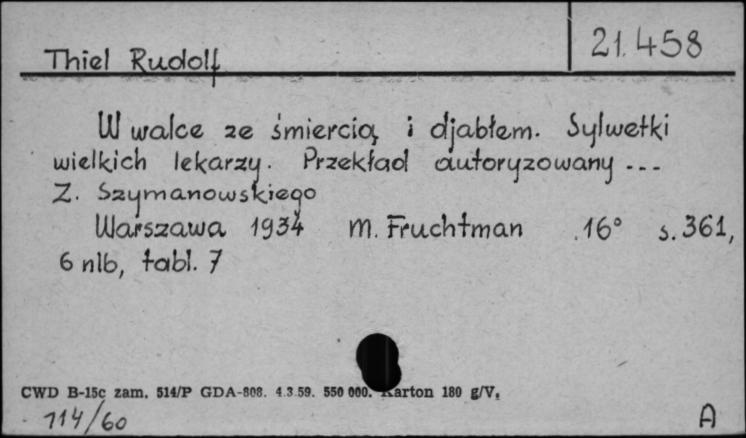 21.458
Thiel Rudolf
W walce ze śmiercią i djabłem. Sylwetki
wielkich lekarzy. Przekład autoryzowany ---
Z. Szymanowskiego
Warszawa 1934 M. Fruchtman 16° s. 361,
6 nlb, tabl. 7
CWD B-15c zam. 514/P GDA-808. 4.3.59. 550 000. Karton 180 g/V.
114/60
A